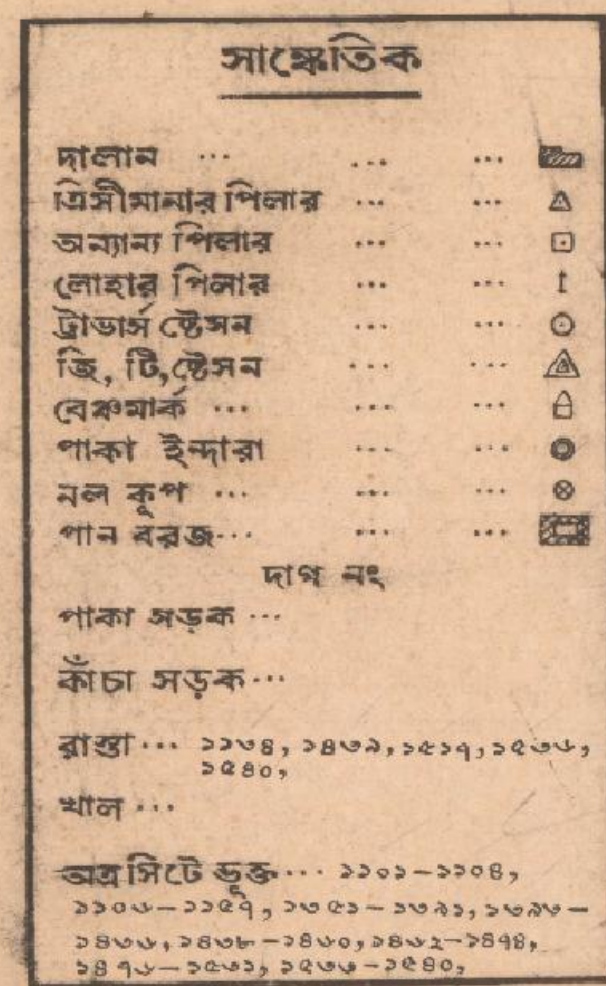 সাঙ্কেতিক
দালান ... ... ...
ত্রিসীমানার পিলার ... ...
অন্যান্য পিলার ... ...
লোহার পিলার ... ...
ট্রাভার্স ষ্টেসন ... ...
জি, টি, ষ্টেসন ... ...
বেঞ্চমার্ক ... ... ...
পাকা ইন্দারা ... ...
নল কূপ ... ... ...
পান বরজ... ... ...
দাগ নং
পাকা সড়ক ...
কাঁচা সড়ক...
রাস্তা ... ১১৩৪, ১৪৩৯, ১৫১৭, ১৫৩৬,
১৫৪০,
খাল ...
অত্র সিটে ভুক্ত... ১১০১-১১০৪,
১১০৬-১১৫৭, ১৩৫১-১৩৯১, ১৩৯৩-
১৪৩৬, ১৪৩৮-১৪৬০, ১৪৬২-১৪৭৪,
১৪৭৬-১৫৩১, ১৫৩৬-১৫৪০,